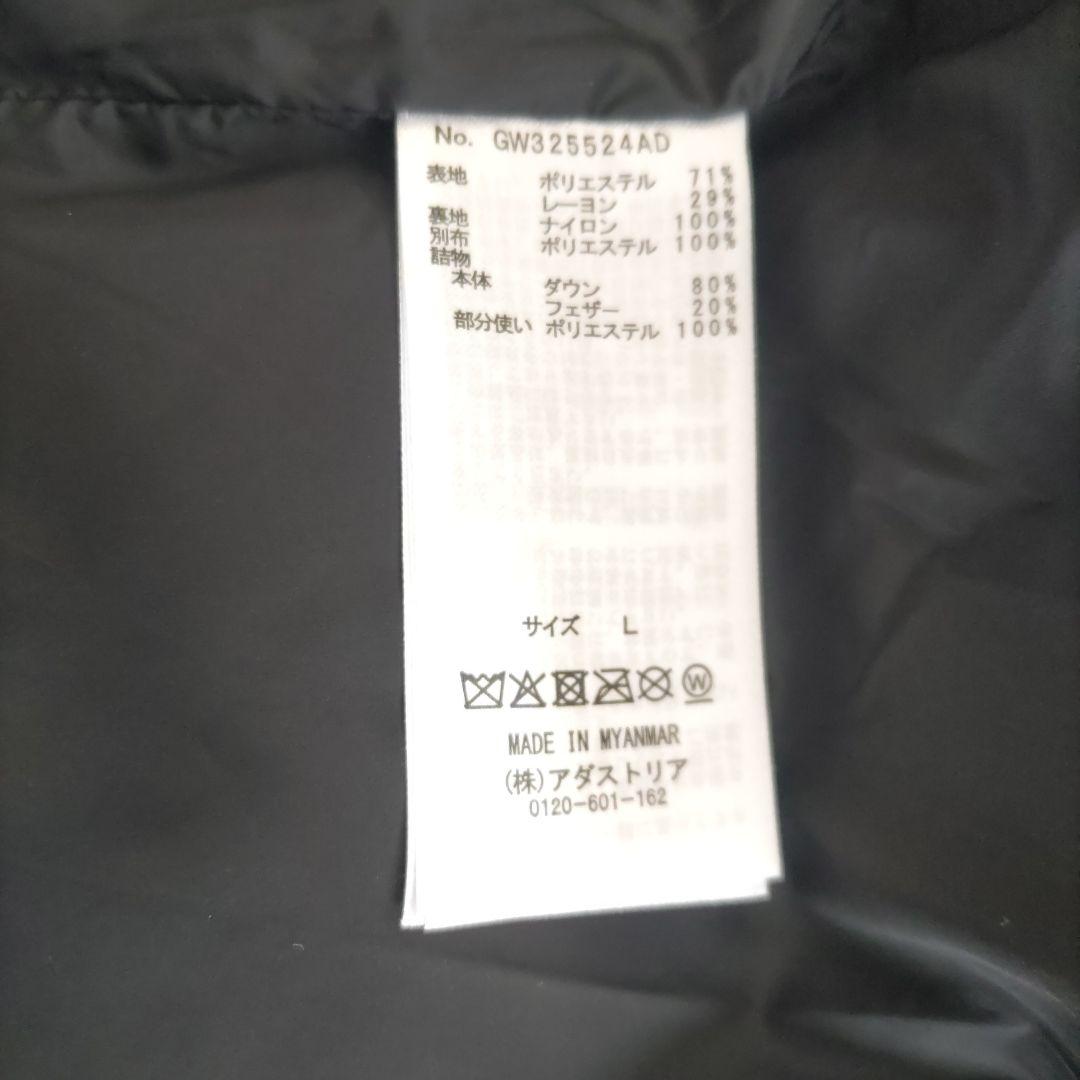 No. GW325524AD
表地 ポリエステル 71%
レーヨン 29%
裏地 ナイロン 100%
別布 ポリエステル 100%
詰物
本体 ダウン 80%
フェザー 20%
部分使い ポリエステル 100%
サイズ L
W
MADE IN MYANMAR
(株)アダストリア
0120-601-162